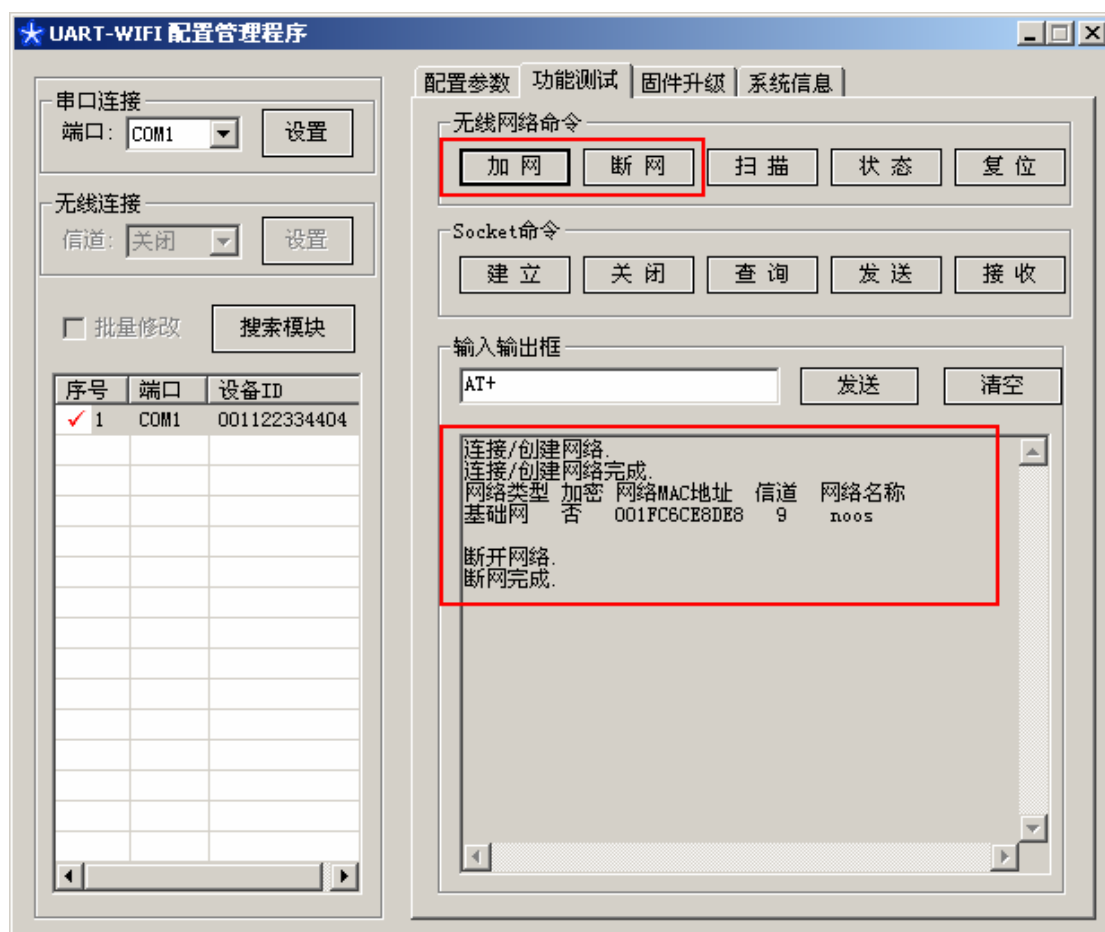 UART-WIFI 配置管理程序
串口连接
端口: COM1 设置
无线连接
信道: 关闭 设置
批量修改 搜索模块
序号 端口 设备ID
1 COM1 001122334404
配置参数 功能测试 固件升级 系统信息
无线网络命令
加 网 断 网 扫 描 状 态 复 位
Socket命令
建 立 关 闭 查 询 发 送 接 收
输入输出框
AT+ 发送 清空
连接/创建网络.
连接/创建网络完成.
网络类型 加密 网络MAC地址 信道 网络名称
基础网 否 001FC6CE8DE8 9 noos
断开网络.
断网完成.